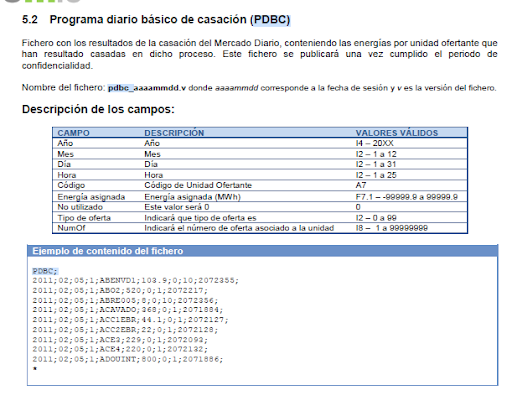 5.2 Programa diario básico de casación (PDBC)
Fichero con los resultados de la casación del Mercado Diario, conteniendo las energías por unidad ofertante que
han resultado casadas en dicho proceso. Este fichero se publicará una vez cumplido el periodo de
confidencialidad.
Nombre del fichero: pdbc_aaaammdd.v donde aaaammdd corresponde a la fecha de sesión y v es la versión del fichero.
Descripción de los campos:
CAMPO DESCRIPCIÓN VALORES VÁLIDOS
Año Año I4 – 20XX
Mes Mes I2 – 1 a 12
Día Día I2 – 1 a 31
Hora Hora I2 – 1 a 25
Código Código de Unidad Ofertante A7
Energía asignada Energía asignada (MWh) F7.1 – -99999.9 a 99999.9
No utilizado Este valor será 0 0
Tipo de oferta Indicará que tipo de oferta es I2 – 0 a 99
NumOf Indicará el número de oferta asociado a la unidad I8 – 1 a 99999999
Ejemplo de contenido del fichero
PDBC;
2011;02;05;1;ABENVD1;103.9;0;10;2072355;
2011;02;05;1;ABO2;520;0;1;2072217;
2011;02;05;1;ABRE005;8;0;10;2072356;
2011;02;05;1;ACAVADO;368;0;1;2071884;
2011;02;05;1;ACC1EBR;44.1;0;1;2072127;
2011;02;05;1;ACC2EBR;22;0;1;2072128;
2011;02;05;1;ACE3;229;0;1;2072093;
2011;02;05;1;ACE4;220;0;1;2072132;
2011;02;05;1;ADOUINT;800;0;1;2071886;
*